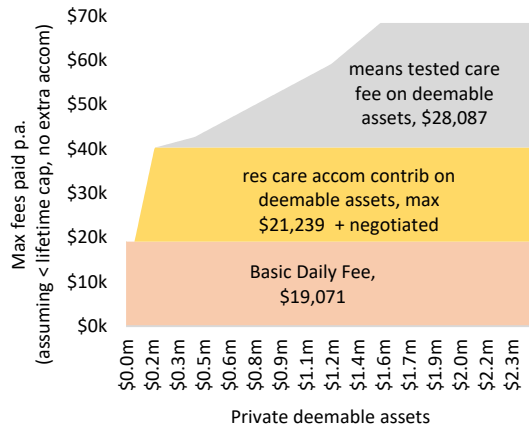 Max fees paid p.a.
(assuming < lifetime cap, no extra accom)
$70k
$60k
$50k
$40k
$30k
$20k
$10k
$0k
means tested care
fee on deemable
assets, $28,087
res care accom contrib on
deemable assets, max
$21,239 + negotiated
Basic Daily Fee,
$19,071
$0.0m
$0.2m
$0.3m
$0.5m
$0.6m
$0.8m
$0.9m
$1.1m
$1.2m
$1.4m
$1.6m
$1.7m
$1.9m
$2.0m
$2.2m
$2.3m
Private deemable assets